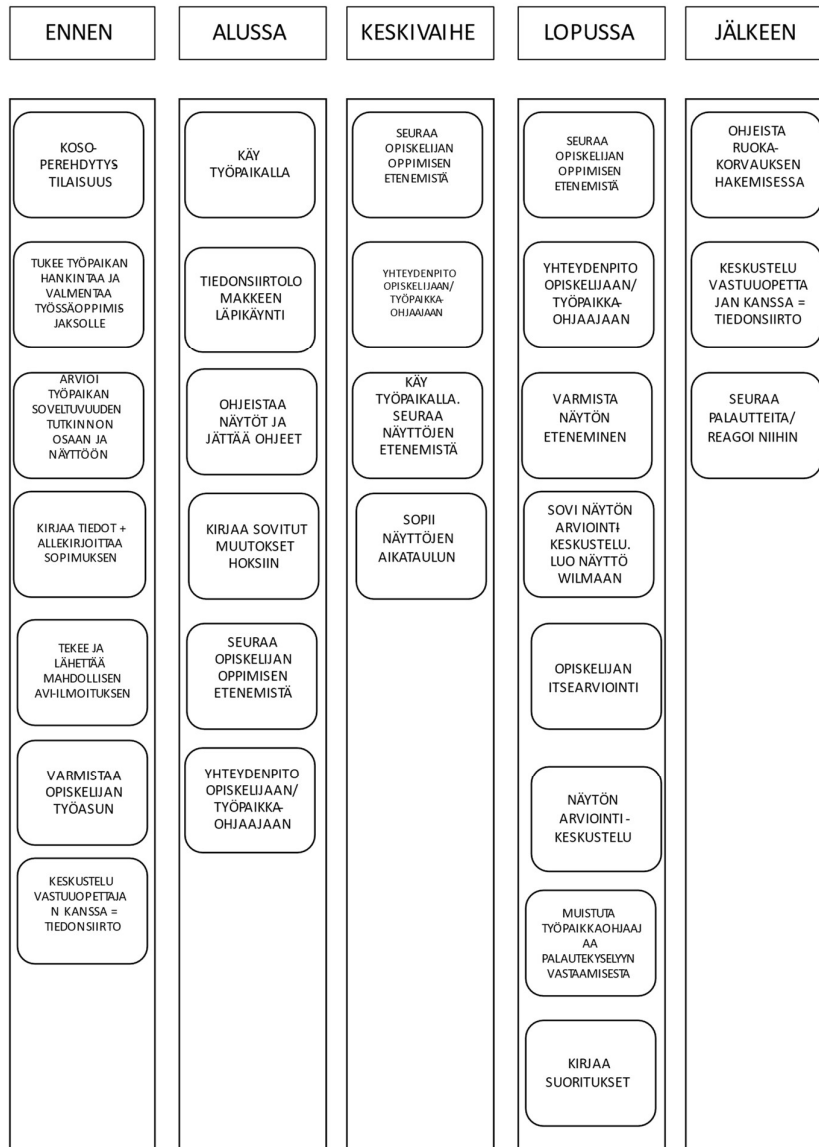 ENNEN
ALUSSA
KESKIVAIHE
LOPUSSA
JÄLKEEN
KOSO-
PEREHDYTYS
TILAISUUS
TUKEE TYÖPAIKAN
HANKINTAA JA
VALMENTAA
TYÖSSÄOPPIMIS
JAKSOLLE
ARVIOI
TYÖPAIKAN
SOVELTUVUUDEN
TUTKINNON
OSAAN JA
NÄYTTÖÖN
KIRJAA TIEDOT +
ALLEKIRJOITTAA
SOPIMUKSEN
TEKEE JA
LÄHETTÄÄ
MAHDOLLISEN
AVI-ILMOITUKSEN
VARMISTAA
OPISKELIJAN
TYÖASUN
KESKUSTELU
VASTUUOPETTAJA
N KANSSA =
TIEDONSIIRTO
KÄY
TYÖPAIKALLA
TIEDONSIIRTOLO
MAKKEEN
LÄPIKÄYNTI
OHJEISTAA
NÄYTÖT JA
JÄTTÄÄ OHJEET
KIRJAA SOVITUT
MUUTOKSET
HOKSIIN
SEURAA
OPISKELIJAN
OPPIMISEN
ETENEMISTÄ
YHTEYDENPITO
OPISKELIJAAN/
TYÖPAIKKA-
OHJAAJAAN
SEURAA
OPISKELIJAN
OPPIMISEN
ETENEMISTÄ
YHTEYDENPITO
OPISKELIJAAN/
TYÖPAIKKA-
OHJAAJAAN
KÄY
TYÖPAIKALLA.
SEURAA
NÄYTTÖJEN
ETENEMISTÄ
SOPII
NÄYTTÖJEN
AIKATAULUN
SEURAA
OPISKELIJAN
OPPIMISEN
ETENEMISTÄ
YHTEYDENPITO
OPISKELIJAAN/
TYÖPAIKKA-
OHJAAJAAN
VARMISTA
NÄYTÖN
ETENEMINEN
SOVI NÄYTÖN
ARVIOINTI-
KESKUSTELU.
LUO NÄYTTÖ
WILMAAN
OPISKELIJAN
ITSEARVIOINTI
NÄYTÖN
ARVIOINTI-
KESKUSTELU
MUISTUTA
TYÖPAIKKAOHJAAJ
AA
PALAUTEKYSELYYN
VASTAAMISESTA
KIRJAA
SUORITUKSET
OHJEISTA
RUOKA-
KORVAUKSEN
HAKEMISESSA
KESKUSTELU
VASTUUOPETTA
JAN KANSSA =
TIEDONSIIRTO
SEURAA
PALAUTTEITA/
REAGOI NIIHIN